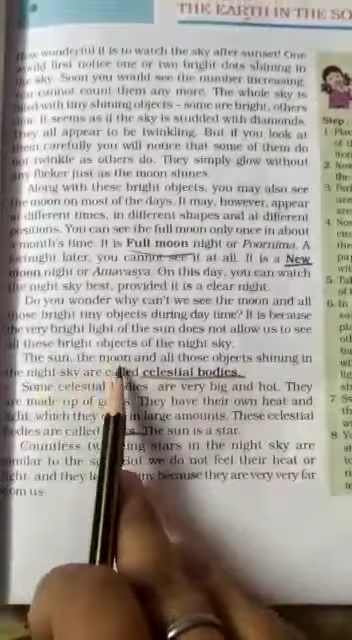 THE EARTH IN THE SO
How wonderful it is to watch the sky after sunset! One
would first notice one or two bright dots shining in
the sky. Soon you would see the number increasing.
You cannot count them any more. The whole sky is
filled with tiny shining objects – some are bright, others
dim. It seems as if the sky is studded with diamonds.
They all appear to be twinkling. But if you look at
them carefully you will notice that some of them do
not twinkle as others do. They simply glow without
any flicker just as the moon shines.
Along with these bright objects, you may also see
the moon on most of the days. It may, however, appear
at different times, in different shapes and at different
positions. You can see the full moon only once in about
a month's time. It is Full moon night or Poornima. A
fortnight later, you cannot see it at all. It is a New
moon night or Amavasya. On this day, you can watch
the night sky best, provided it is a clear night.
Do you wonder why can't we see the moon and all
those bright tiny objects during day time? It is because
the very bright light of the sun does not allow us to see
all these bright objects of the night sky.
The sun, the moon and all those objects shining in
the night sky are called celestial bodies.
Some celestial bodies are very big and hot. They
are made up of gases. They have their own heat and
light, which they in large amounts. These celestial
bodies are called The sun is a star.
Countless stars in the night sky are
similar to the But we do not feel their heat or
light, and they because they are very very far
from us
Step
1. Plac
of t
2. Now
the
3. Per
are
are